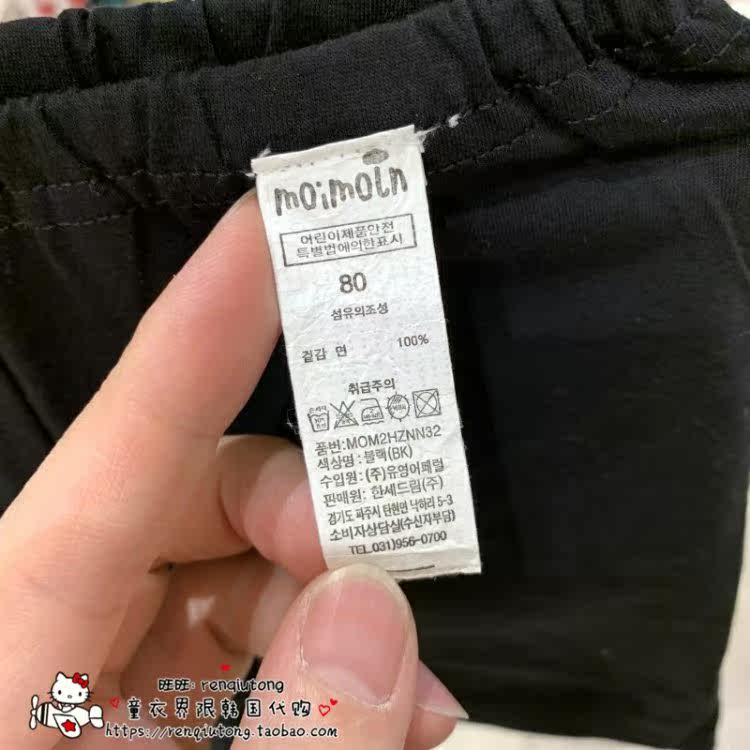 moimoln
어린이제품안전
특별법에의한표시
80
섬유의조성
겉감 면 100%
취급주의
품번:MOM2HZNN32
색상명:블랙(BK)
수입원:(주)유영어패럴
판매원:한세드림(주)
경기도 파주시 탄현면 낙하리 5-3
소비자상담실(수신자부담)
TEL.031)956-0700
旺旺:renqiutong
童衣界限韩国代购
https://renqiutong.taobao.com